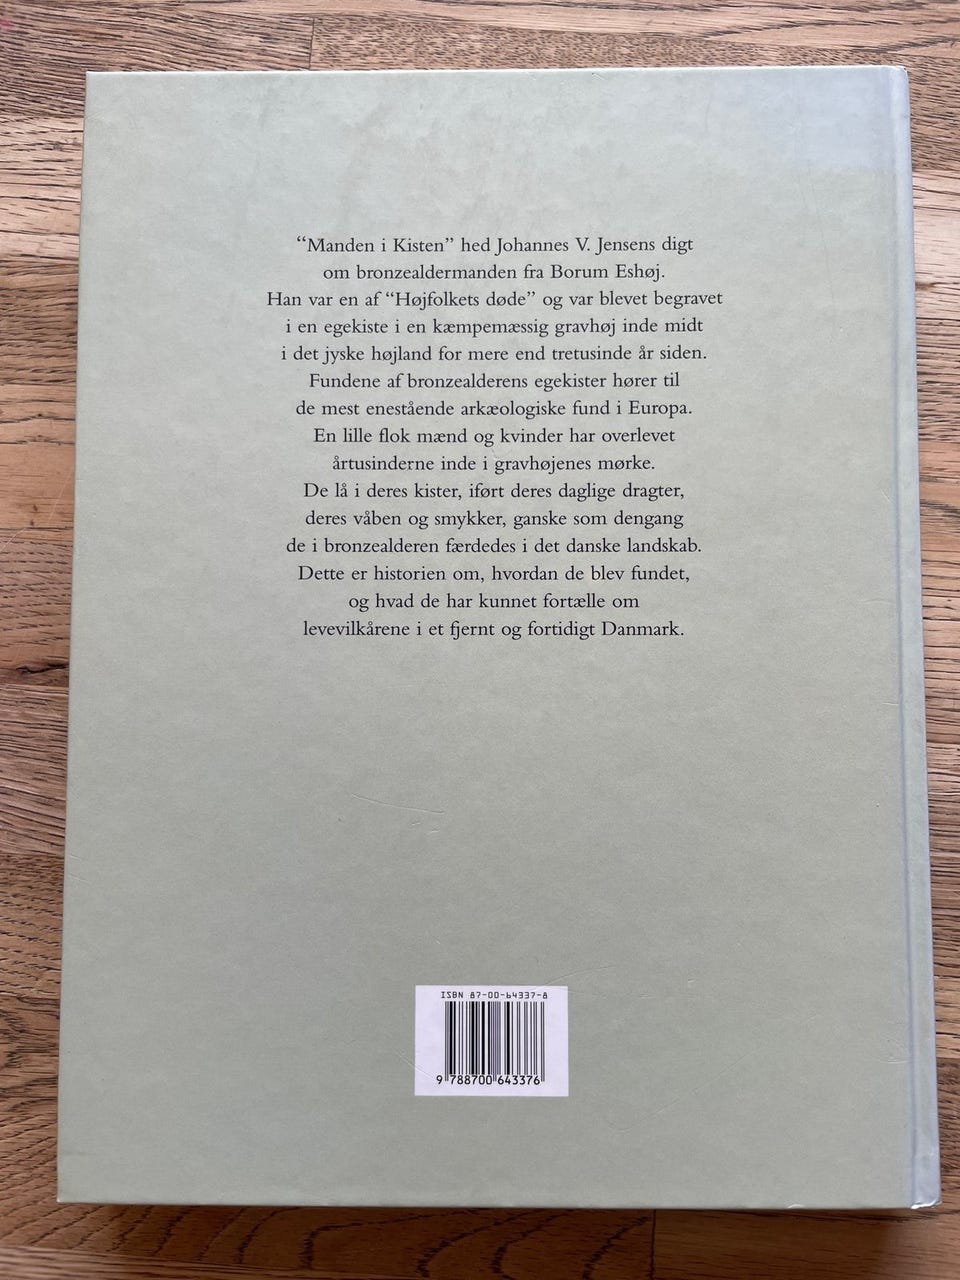 “Manden i Kisten” hed Johannes V. Jensens digt
om bronzealdermanden fra Borum Eshøj.
Han var en af “Højfolkets døde” og var blevet begravet
i en egekiste i en kæmpemæssig gravhøj inde midt
i det jyske højland for mere end tretusinde år siden.
Fundene af bronzealderens egekister hører til
de mest enestående arkæologiske fund i Europa.
En lille flok mænd og kvinder har overlevet
årtusinderne inde i gravhøjenes mørke.
De lå i deres kister, iført deres daglige dragter,
deres våben og smykker, ganske som dengang
de i bronzealderen færdedes i det danske landskab.
Dette er historien om, hvordan de blev fundet,
og hvad de har kunnet fortælle om
levevilkårene i et fjernt og fortidigt Danmark.
ISBN 87-00-64337-8
9 788700 643376